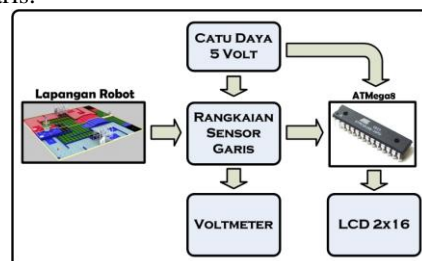 CATU DAYA
5 VOLT
Lapangan Robot
ATMega8
RANGKAIAN
SENSOR
GARIS
VOLTMETER
LCD 2x16